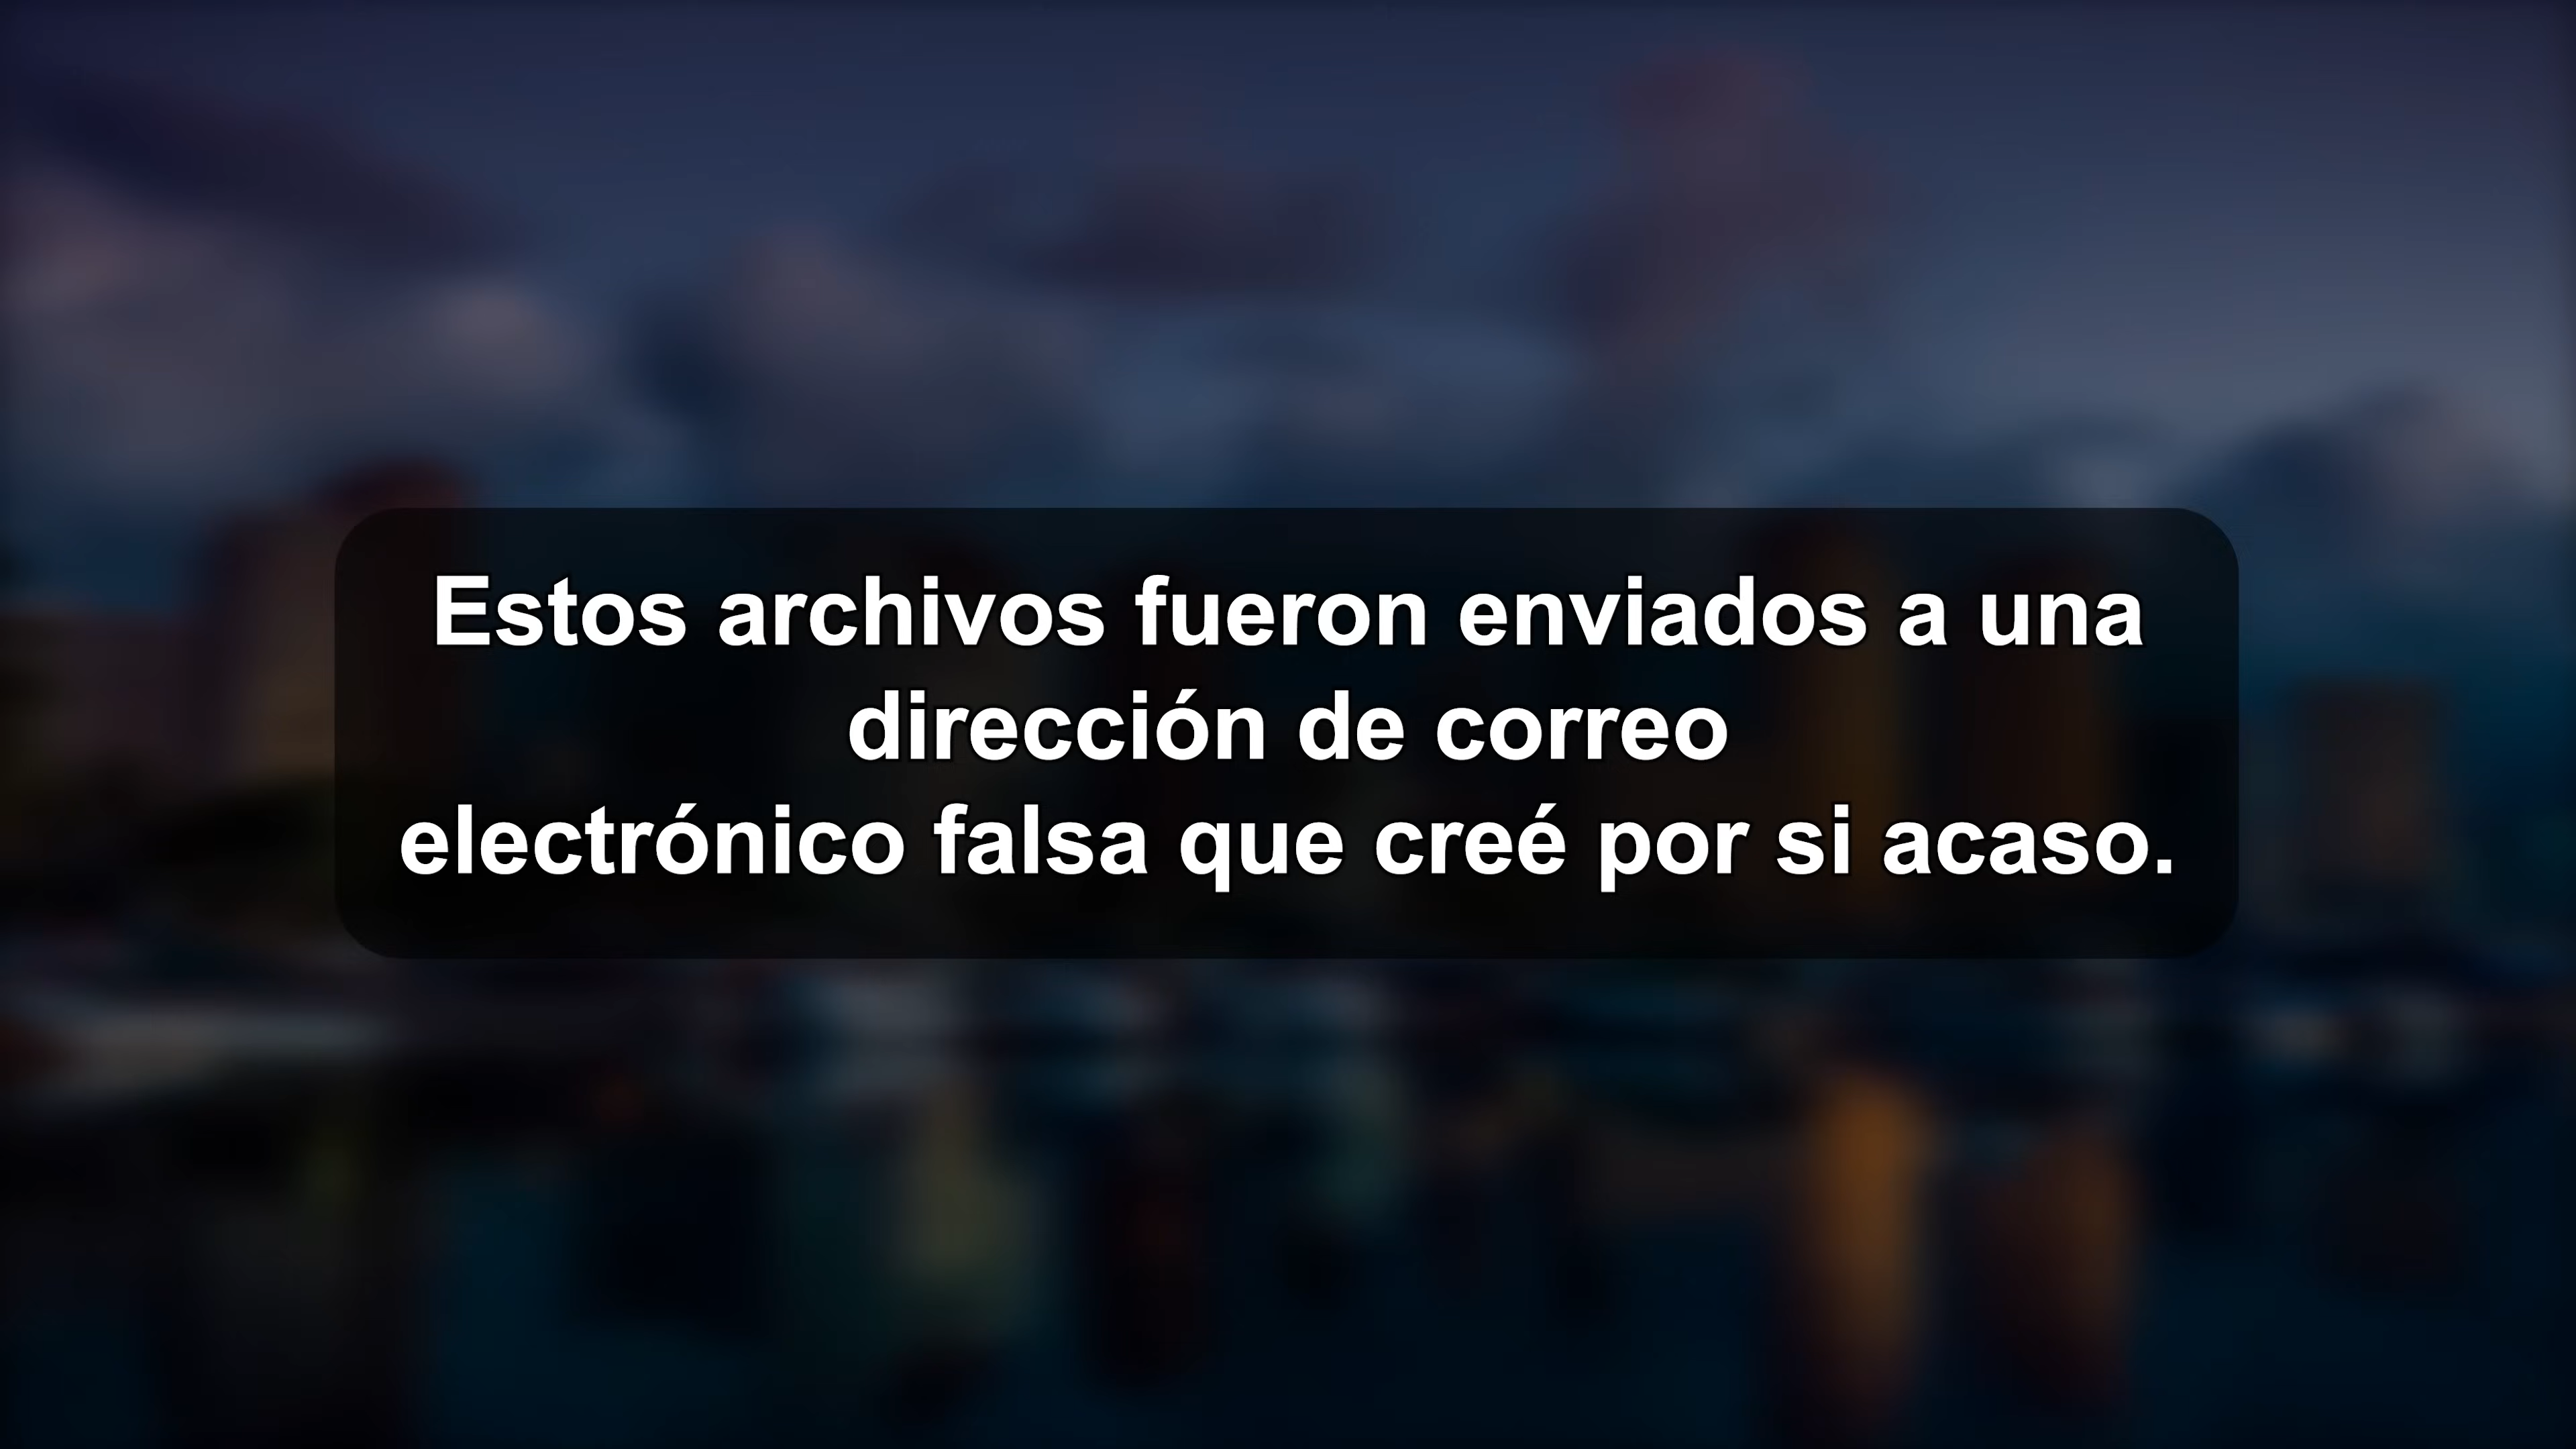 Estos archivos fueron enviados a una
dirección de correo
electrónico falsa que creé por si acaso.